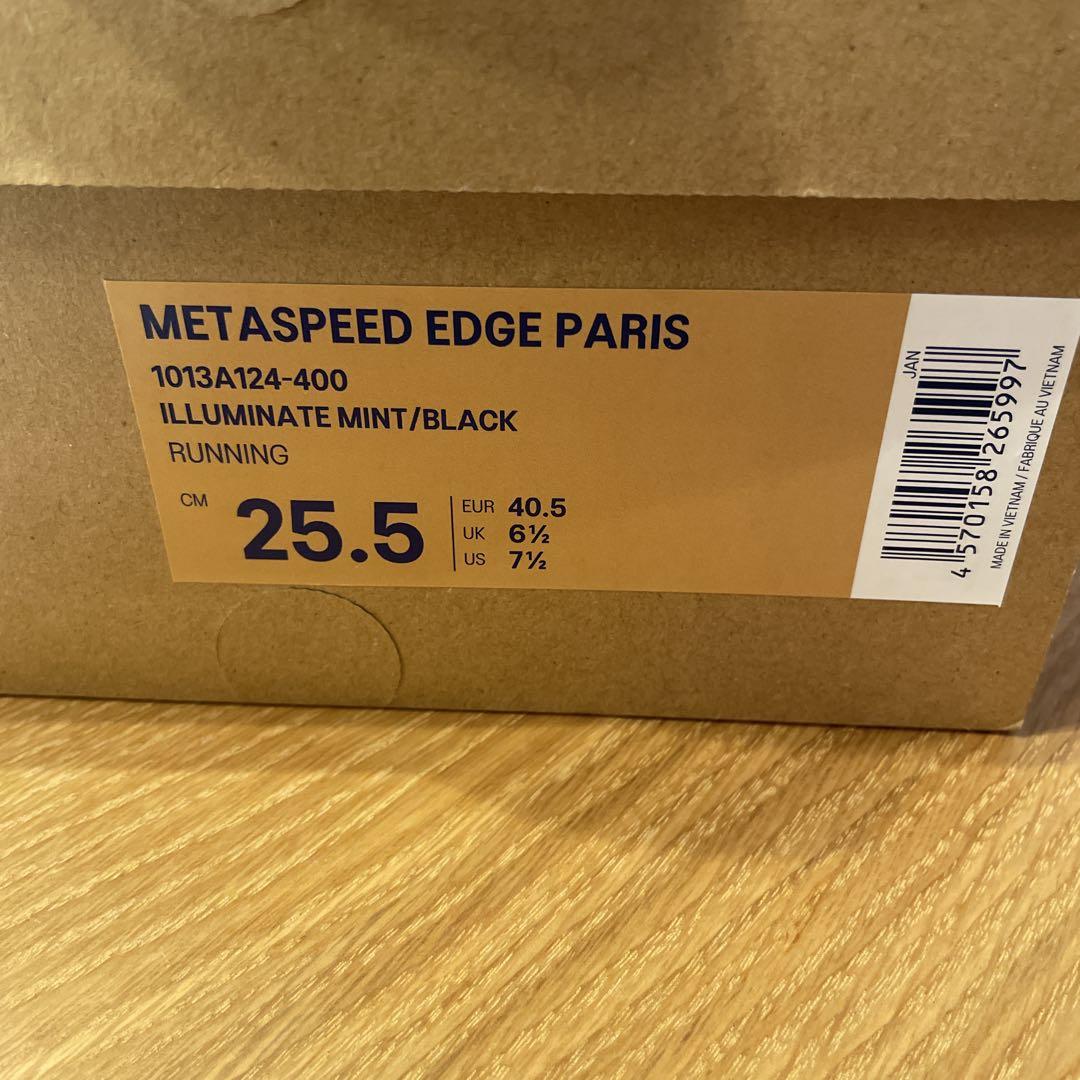 METASPEED EDGE PARIS
1013A124-400
ILLUMINATE MINT/BLACK
RUNNING
CM 25.5
EUR 40.5
UK 6½
US 7½
JAN
4 570158 265997
MADE IN VIETNAM / FABRIQUE AU VIETNAM